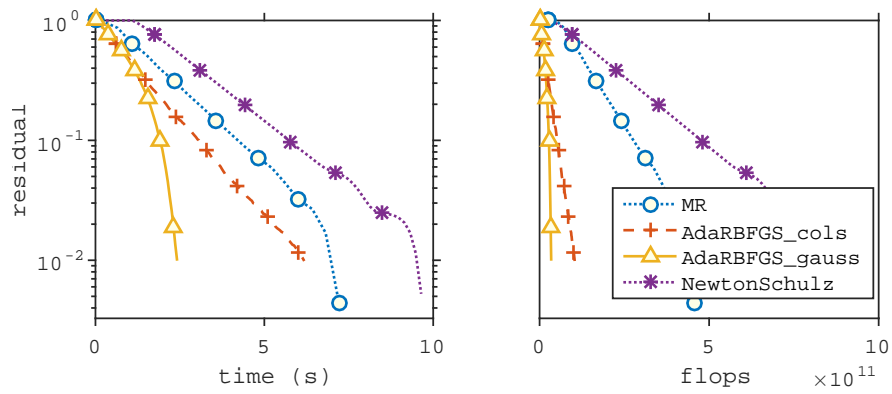 residual
10^0
10^-1
10^-2
0
5
10
time (s)
MR
AdaRBFGS_cols
AdaRBFGS_gauss
NewtonSchulz
0
5
10
flops
×10^11